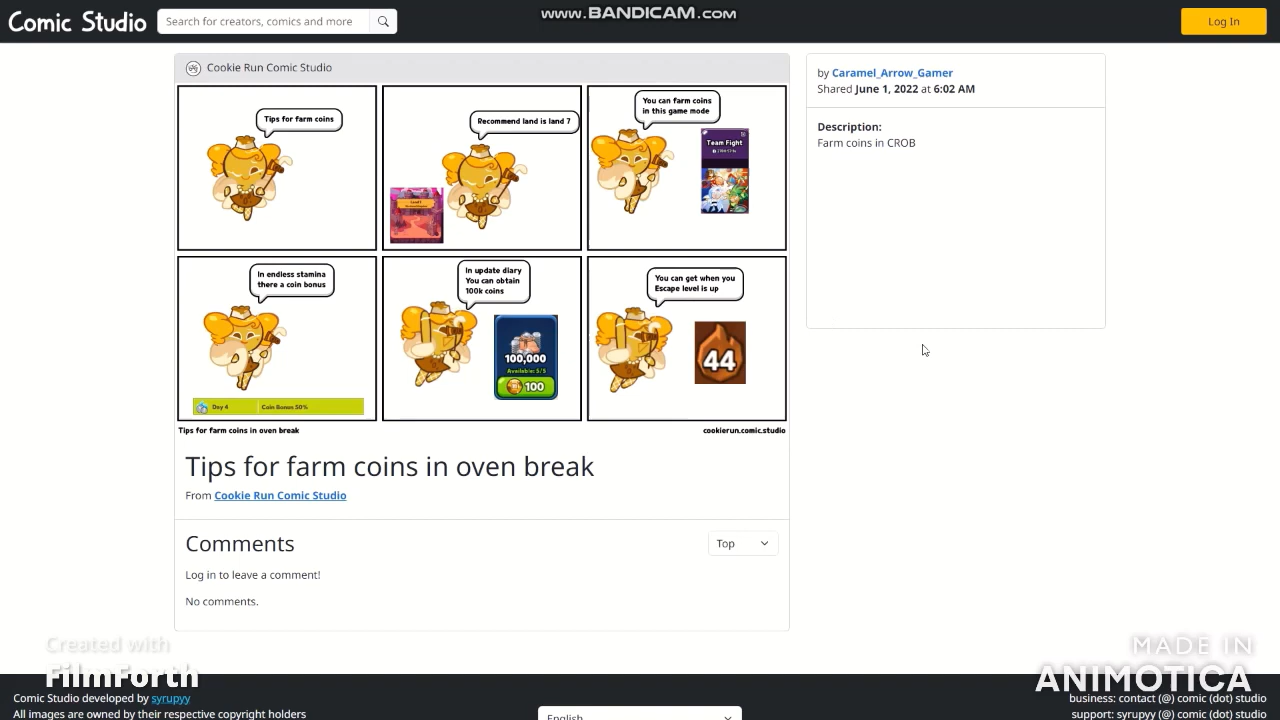 www.BANDICAM.com
Comic Studio
Search for creators, comics and more
Log In
Cookie Run Comic Studio
Tips for farm coins
Recommend land is land 7
You can farm coins
in this game mode
Team Fight
In endless stamina
there a coin bonus
Day 4
Coin Bonus 50%
In update diary
You can obtain
100k coins
100,000
Available: 5/5
100
You can get when you
Escape level is up
44
Tips for farm coins in oven break
cookierun.comic.studio
Tips for farm coins in oven break
From Cookie Run Comic Studio
Comments
Top
Log in to leave a comment!
No comments.
by Caramel_Arrow_Gamer
Shared June 1, 2022 at 6:02 AM
Description:
Farm coins in CROB
Created with
FilmForth
MADE IN
ANIMOTICA
Comic Studio developed by syrupyy
All images are owned by their respective copyright holders
English
business: contact (@) comic (dot) studio
support: syrupyy (@) comic (dot) studio